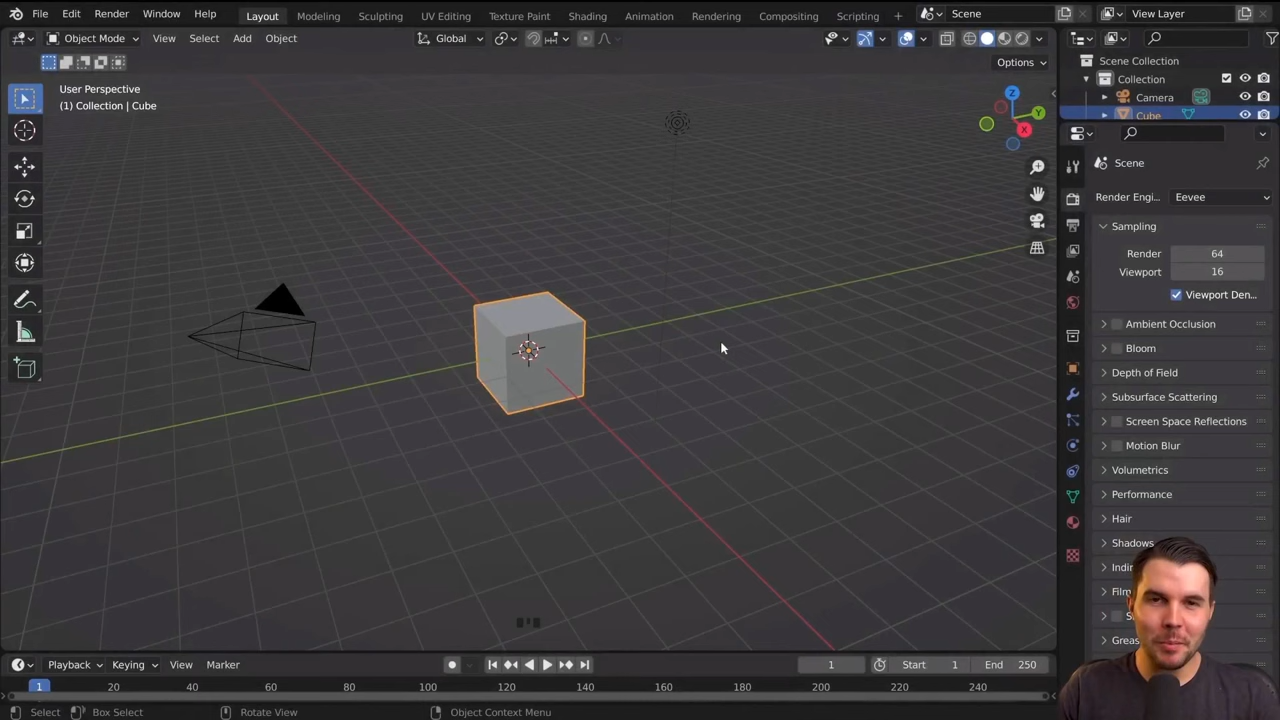 File Edit Render Window Help Layout Modeling Sculpting UV Editing Texture Paint Shading Animation Rendering Compositing Scripting + Scene View Layer
Object Mode View Select Add Object Global
Options
User Perspective
(1) Collection | Cube
Z
Y
X
Scene Collection
Collection
Camera
Cube
Scene
Render Engi... Eevee
Sampling
Render 64
Viewport 16
Viewport Den...
Ambient Occlusion
Bloom
Depth of Field
Subsurface Scattering
Screen Space Reflections
Motion Blur
Volumetrics
Performance
Hair
Shadows
Indi
Film
Greas
Playback Keying View Marker 1 Start 1 End 250
1 20 40 60 80 100 120 140 160 180 200 220 240
Select Box Select Rotate View Object Context Menu